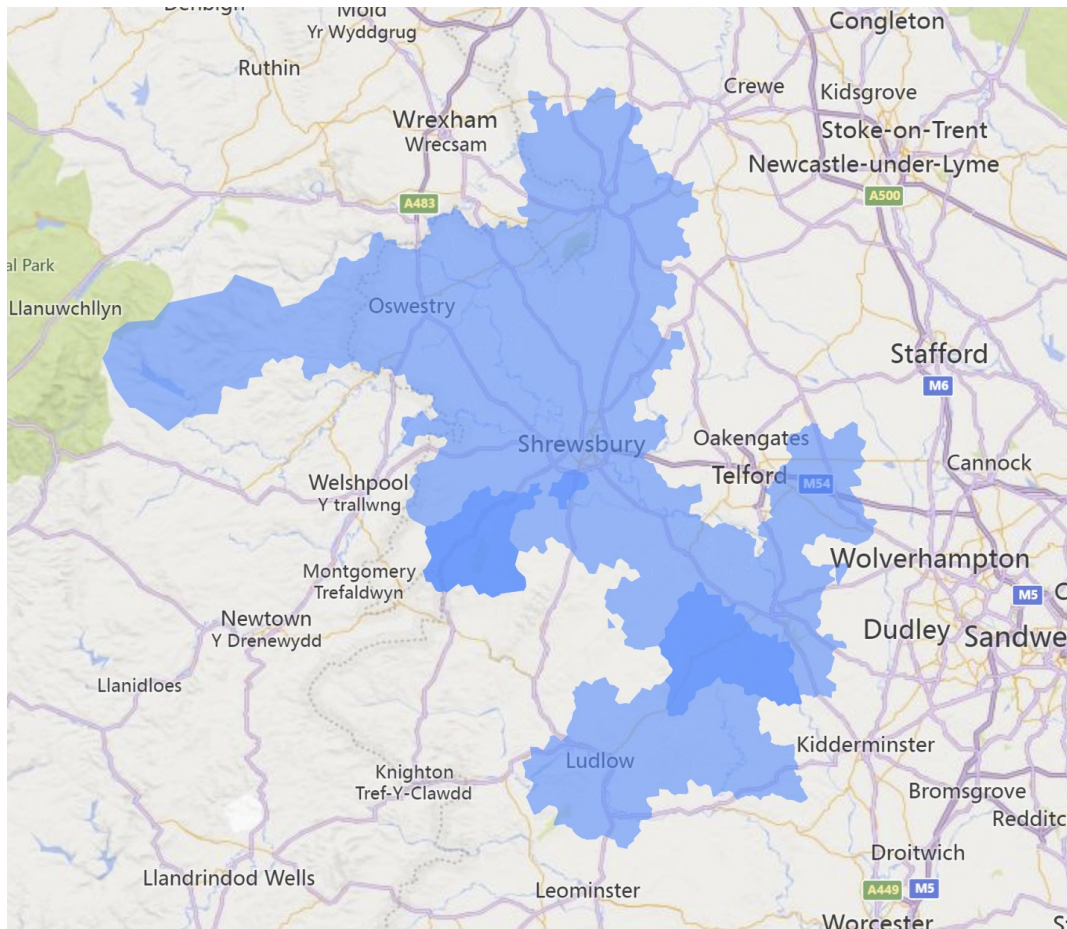 Denbigh
Mold
Yr Wyddgrug
Congleton
Ruthin
Crewe
Kidsgrove
Wrexham
Wrecsam
Stoke-on-Trent
Newcastle-under-Lyme
A483
A500
al Park
Llanuwchllyn
Oswestry
Stafford
M6
Shrewsbury
Oakengates
Telford
M54
Cannock
Welshpool
Y trallwng
Wolverhampton
Montgomery
Trefaldwyn
M5
C
Newtown
Y Drenewydd
Dudley
Sandwe
Llanidloes
Kidderminster
Ludlow
Knighton
Tref-Y-Clawdd
Bromsgrove
Redditc
Droitwich
Llandrindod Wells
Leominster
A449
M5
Worcester
St